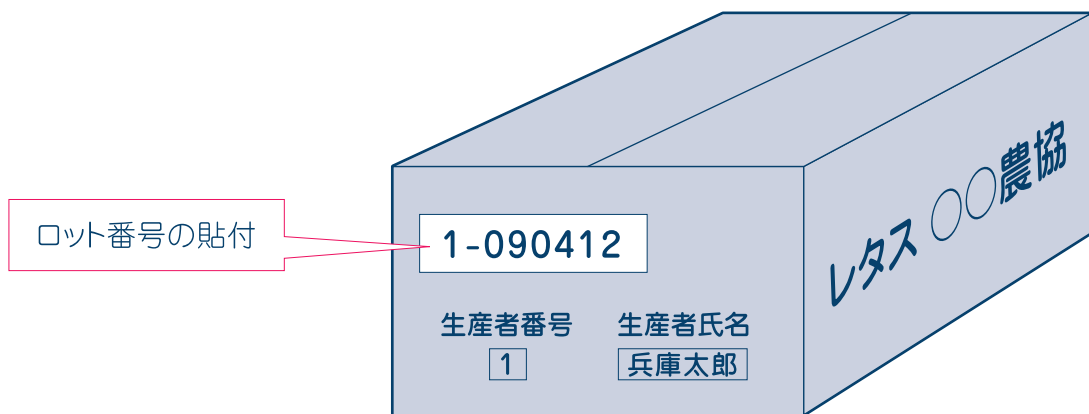 ロット番号の貼付
1-090412
生産者番号 生産者氏名
1 兵庫太郎
レタス ○○農協